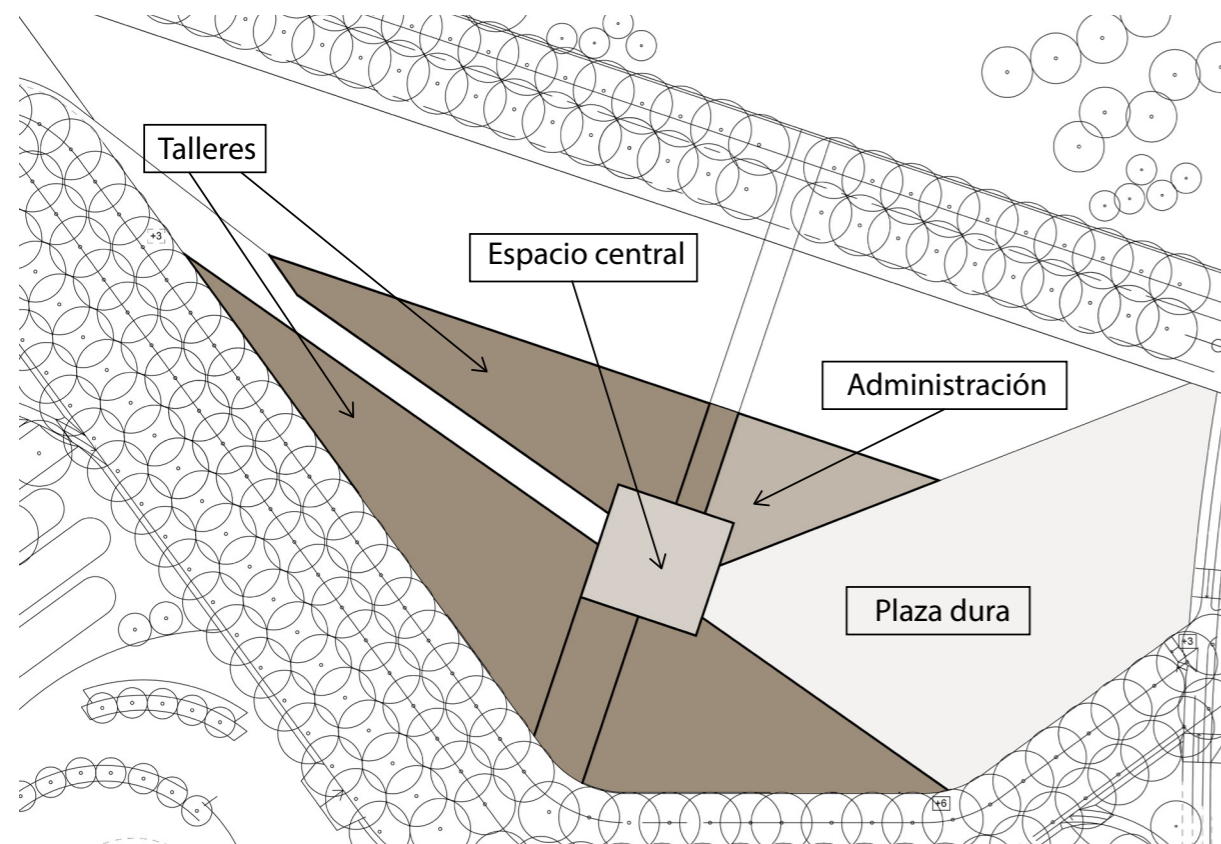 Talleres
+3
Espacio central
Administración
Plaza dura
+3
+6